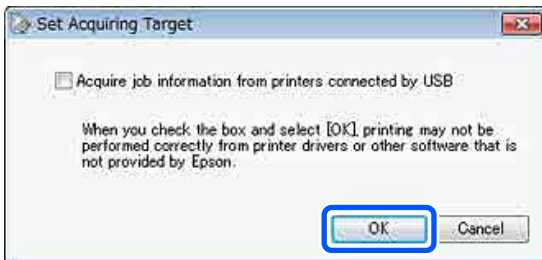 Set Acquiring Target
Acquire job information from printers connected by USB
When you check the box and select [OK], printing may not be
performed correctly from printer drivers or other software that is
not provided by Epson.
OK
Cancel